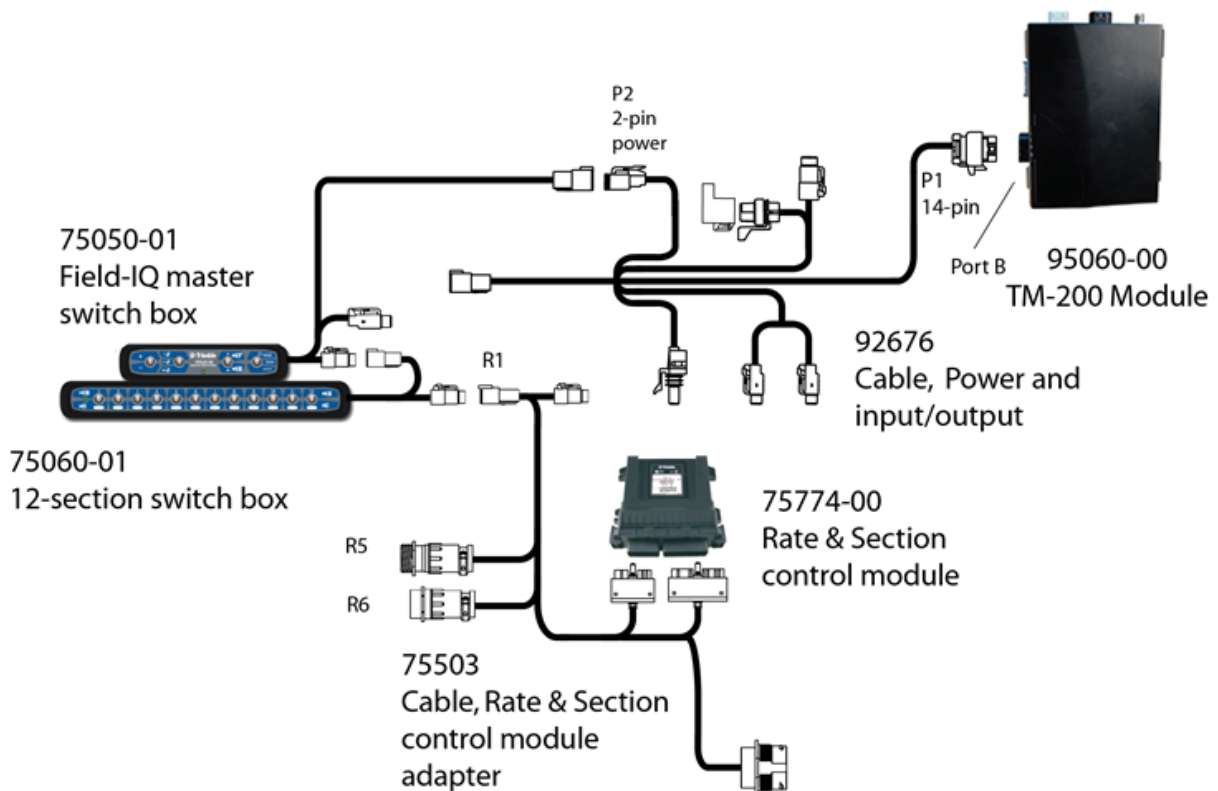 P2
2-pin
power
P1
14-pin
Port B
95060-00
TM-200 Module
75050-01
Field-IQ master
switch box
Trimble
R1
92676
Cable, Power and
input/output
75060-01
12-section switch box
75774-00
Rate & Section
control module
R5
R6
75503
Cable, Rate & Section
control module
adapter